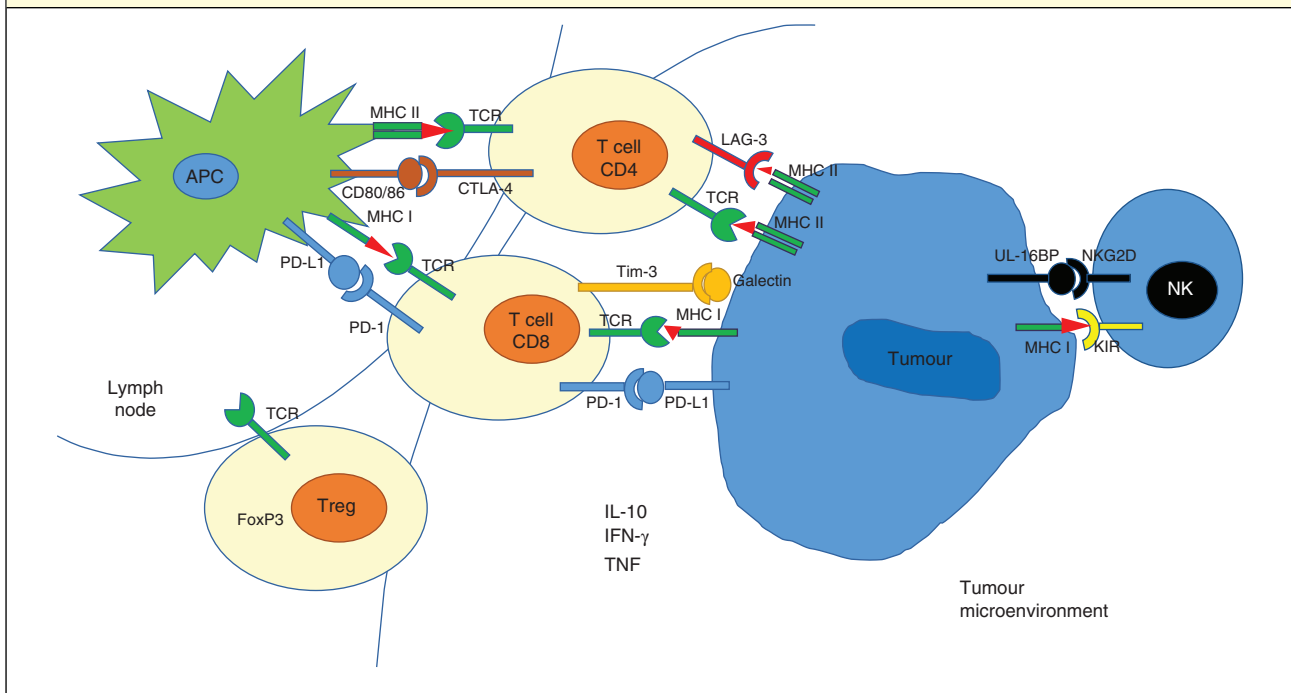 MHC II
TCR
APC
CD80/86
CTLA-4
T cell
CD4
LAG-3
MHC II
TCR
MHC II
MHC I
TCR
PD-L1
PD-1
Tim-3
Galectin
T cell
CD8
TCR
MHC I
PD-1
PD-L1
Tumour
UL-16BP
NKG2D
NK
MHC I
KIR
Lymph
node
TCR
FoxP3
Treg
IL-10
IFN-γ
TNF
Tumour
microenvironment